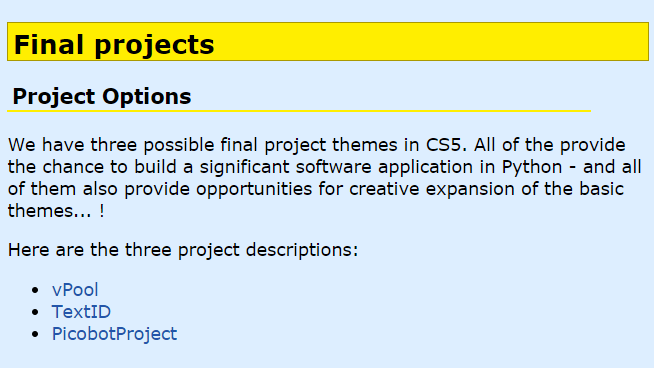 Final projects
Project Options
We have three possible final project themes in CS5. All of the provide
the chance to build a significant software application in Python - and all
of them also provide opportunities for creative expansion of the basic
themes... !
Here are the three project descriptions:
• vPool
• TextID
• PicobotProject